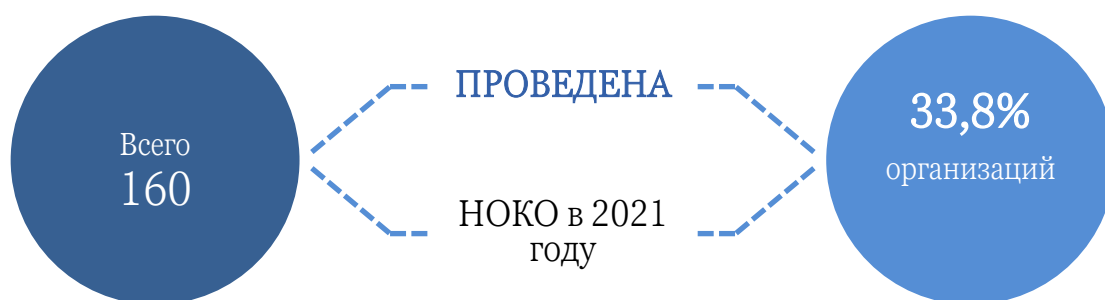 Всего
160
ПРОВЕДЕНА
НОКО в 2021
году
33,8%
организаций